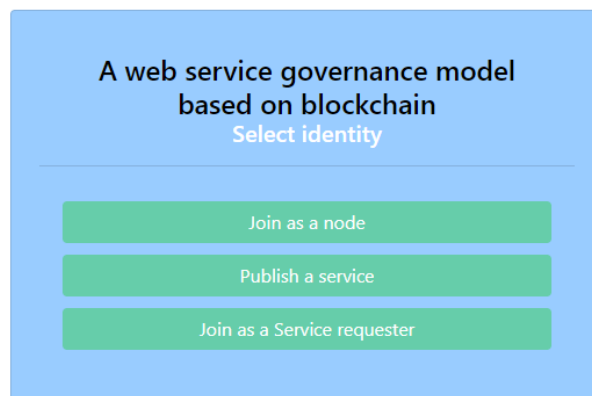 A web service governance model
based on blockchain
Select identity
Join as a node
Publish a service
Join as a Service requester